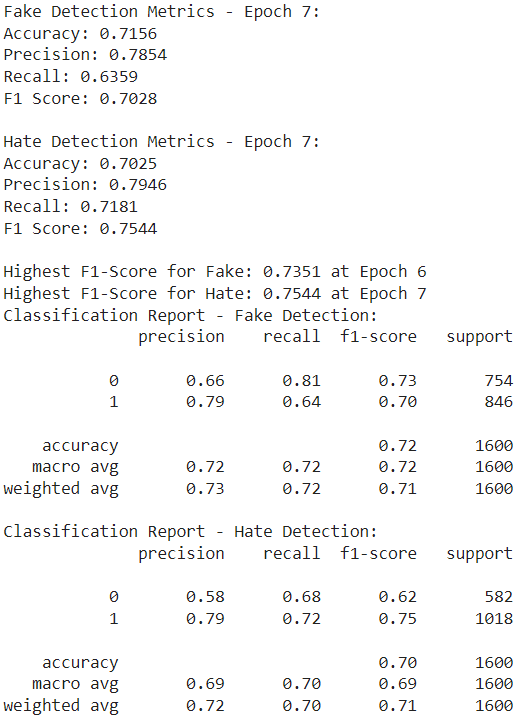 Fake Detection Metrics - Epoch 7:
Accuracy: 0.7156
Precision: 0.7854
Recall: 0.6359
F1 Score: 0.7028

Hate Detection Metrics - Epoch 7:
Accuracy: 0.7025
Precision: 0.7946
Recall: 0.7181
F1 Score: 0.7544

Highest F1-Score for Fake: 0.7351 at Epoch 6
Highest F1-Score for Hate: 0.7544 at Epoch 7
Classification Report - Fake Detection:
              precision    recall  f1-score   support

           0       0.66      0.81      0.73       754
           1       0.79      0.64      0.70       846

    accuracy                           0.72      1600
   macro avg       0.72      0.72      0.72      1600
weighted avg       0.73      0.72      0.71      1600

Classification Report - Hate Detection:
              precision    recall  f1-score   support

           0       0.58      0.68      0.62       582
           1       0.79      0.72      0.75      1018

    accuracy                           0.70      1600
   macro avg       0.69      0.70      0.69      1600
weighted avg       0.72      0.70      0.71      1600